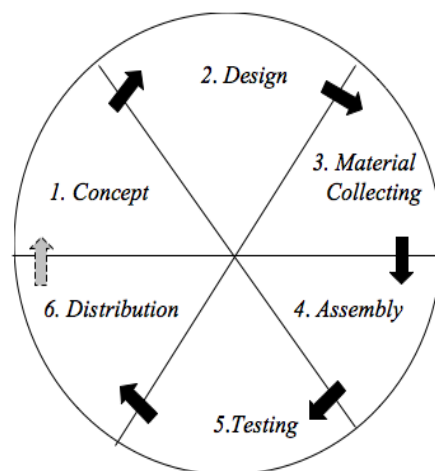 2. Design
3. Material
Collecting
1. Concept
6. Distribution
4. Assembly
5.Testing